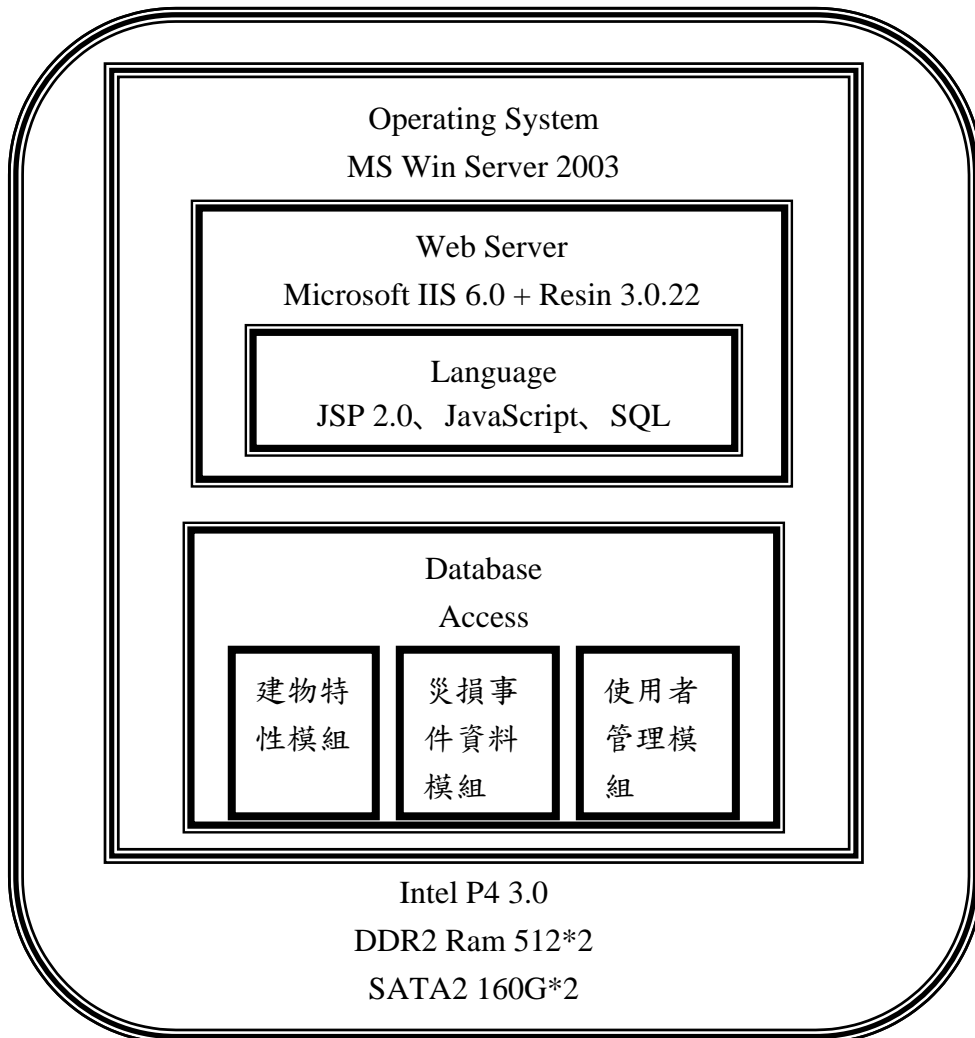 Operating System
MS Win Server 2003
Web Server
Microsoft IIS 6.0 + Resin 3.0.22
Language
JSP 2.0、JavaScript、SQL
Database
Access
建物特
性模組
災損事
件資料
模組
使用者
管理模
組
Intel P4 3.0
DDR2 Ram 512*2
SATA2 160G*2